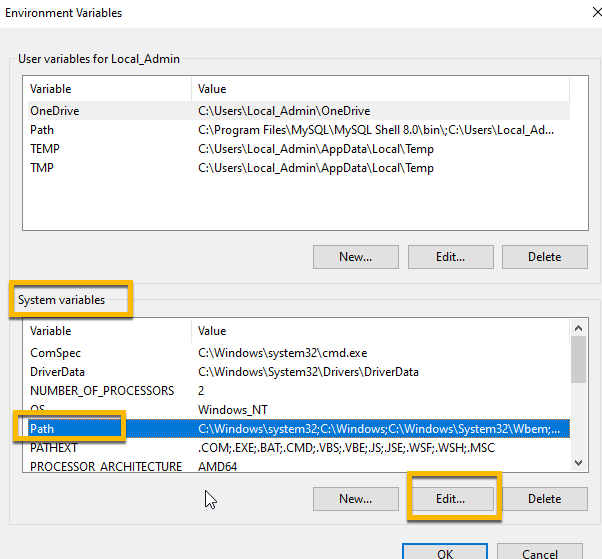 Environment Variables
User variables for Local_Admin
Variable Value
OneDrive C:\Users\Local_Admin\OneDrive
Path C:\Program Files\MySQL\MySQL Shell 8.0\bin\;C:\Users\Local_Ad...
TEMP C:\Users\Local_Admin\AppData\Local\Temp
TMP C:\Users\Local_Admin\AppData\Local\Temp
New... Edit... Delete
System variables
Variable Value
ComSpec C:\Windows\system32\cmd.exe
DriverData C:\Windows\System32\Drivers\DriverData
NUMBER_OF_PROCESSORS 2
OS Windows_NT
Path C:\Windows\system32;C:\Windows;C:\Windows\System32\Wbem;...
PATHEXT .COM;.EXE;.BAT;.CMD;.VBS;.VBE;.JS;.JSE;.WSF;.WSH;.MSC
PROCESSOR_ARCHITECTURE AMD64
New... Edit... Delete
OK Cancel